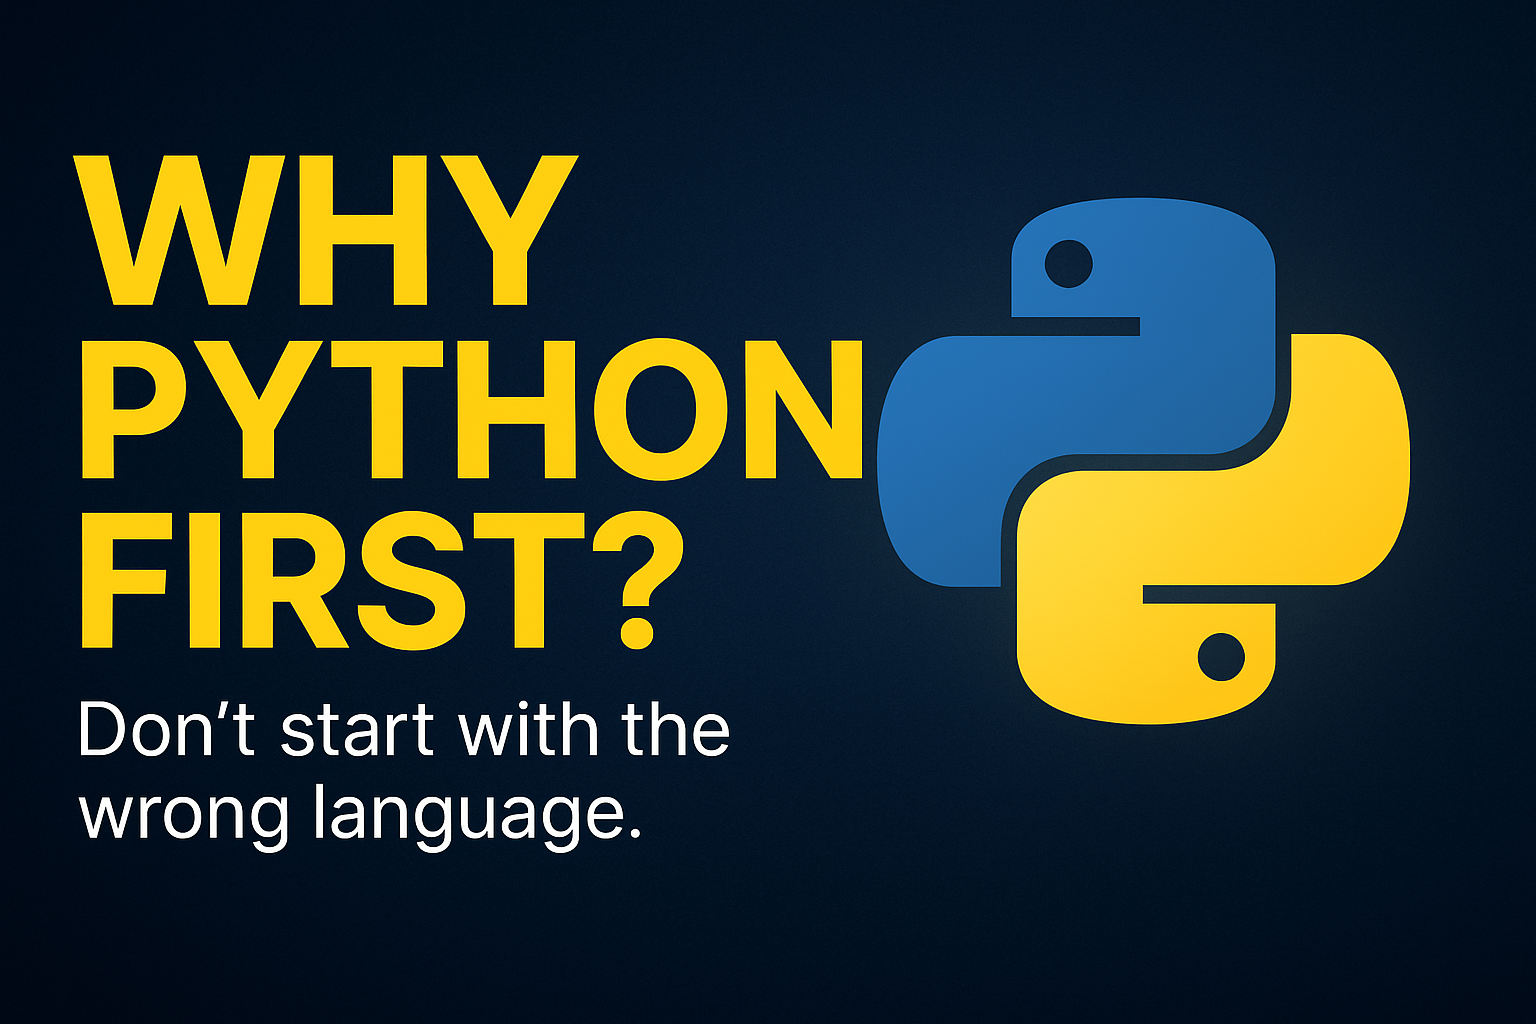 WHY
PYTHON
FIRST?
Don’t start with the
wrong language.